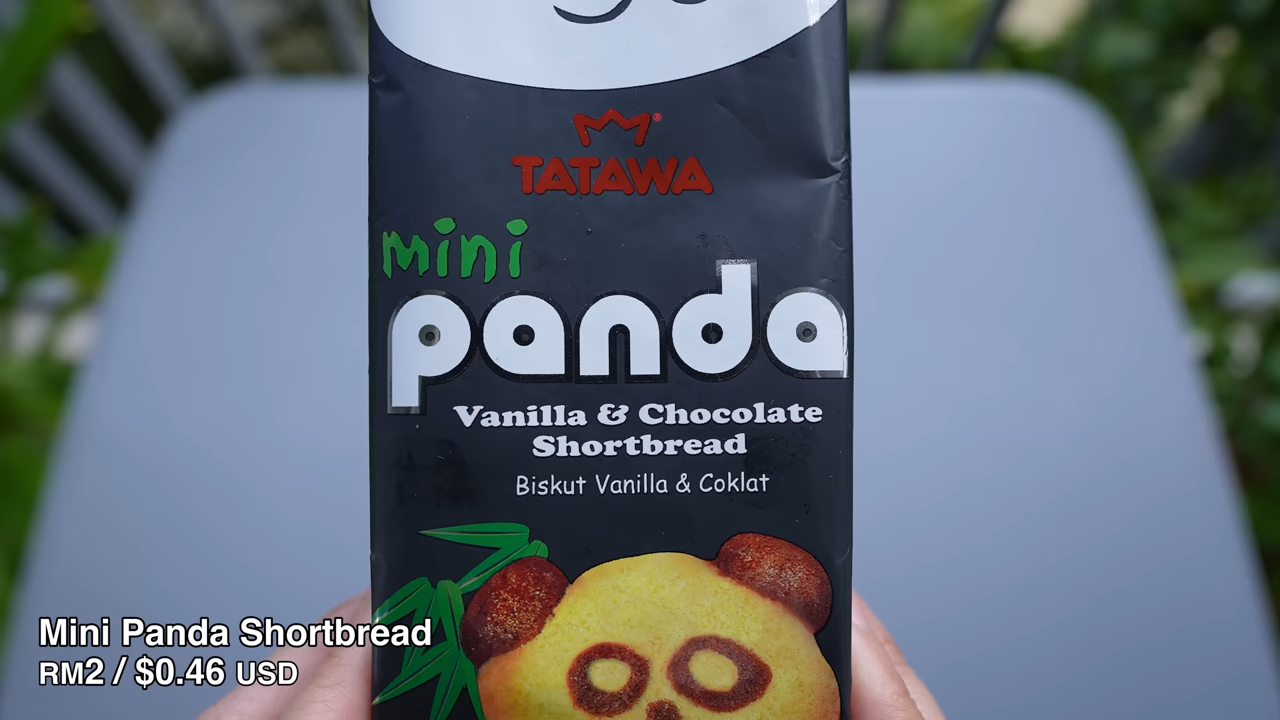 TATAWA®
mini
panda
Vanilla & Chocolate
Shortbread
Biskut Vanilla & Coklat
Mini Panda Shortbread
RM2 / $0.46 USD